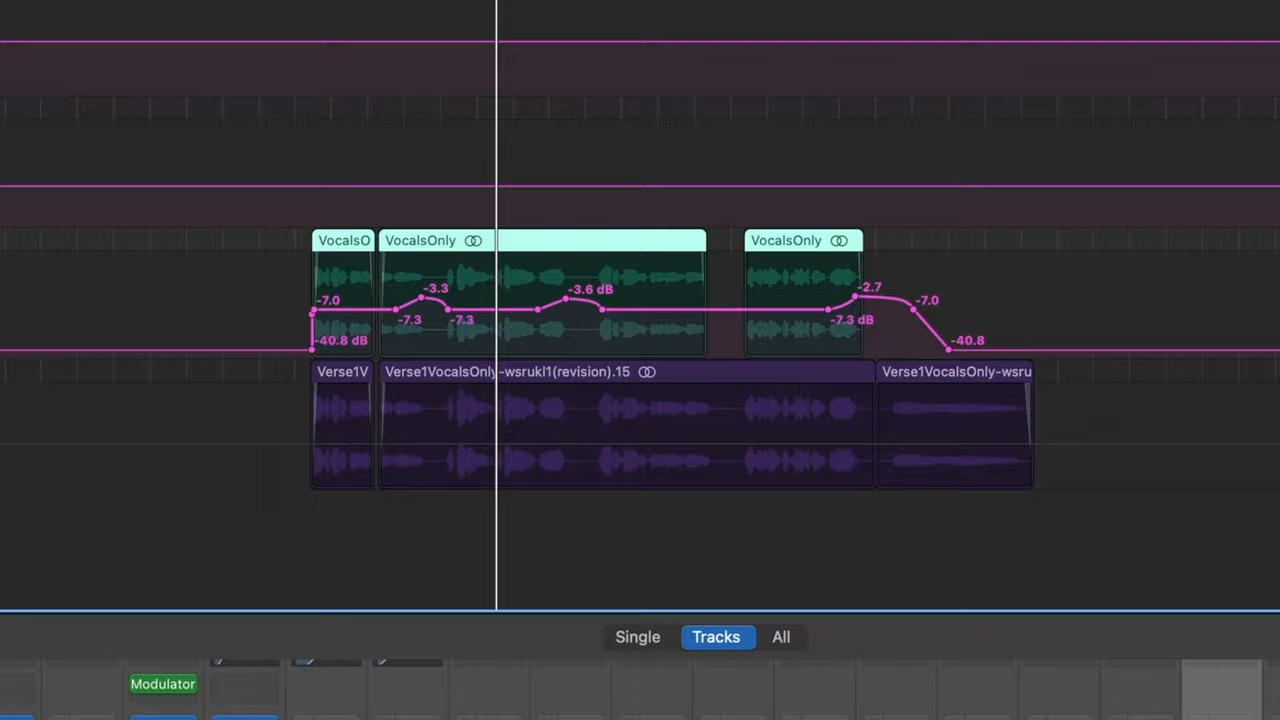 VocalsO
VocalsOnly
VocalsOnly
-7.0
-3.3
-3.6 dB
-2.7
-7.0
-7.3
-7.3
-7.3 dB
-40.8 dB
-40.8
Verse1V
Verse1VocalsOnly-wsrukl1(revision).15
Verse1VocalsOnly-wsru
Single
Tracks
All
Modulator